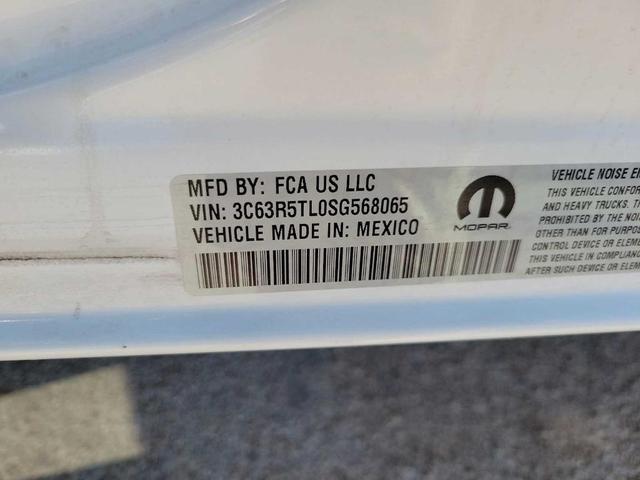 MFD BY: FCA US LLC
VIN: 3C63R5TL0SG568065
VEHICLE MADE IN: MEXICO
MOPAR
VEHICLE NOISE
THIS VEHICLE CONFORM
AND HEAVY TRUCKS.
PROHIBITED BY THE NOI
OTHER THAN FOR PURPO
CONTROL DEVICE OR ELEM
THIS VEHICLE IN COMPLIANC
AFTER SUCH DEVICE OR ELEM